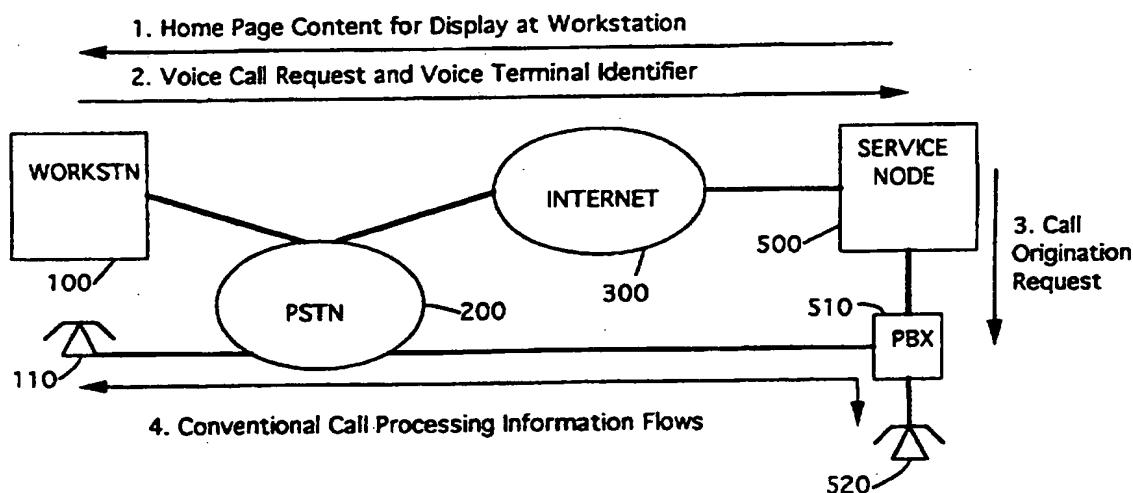 1. Home Page Content for Display at Workstation
2. Voice Call Request and Voice Terminal Identifier
WORKSTN
INTERNET
SERVICE
NODE
100
PSTN
200
300
500
3. Call
Origination
Request
510
PBX
110
4. Conventional Call Processing Information Flows
520